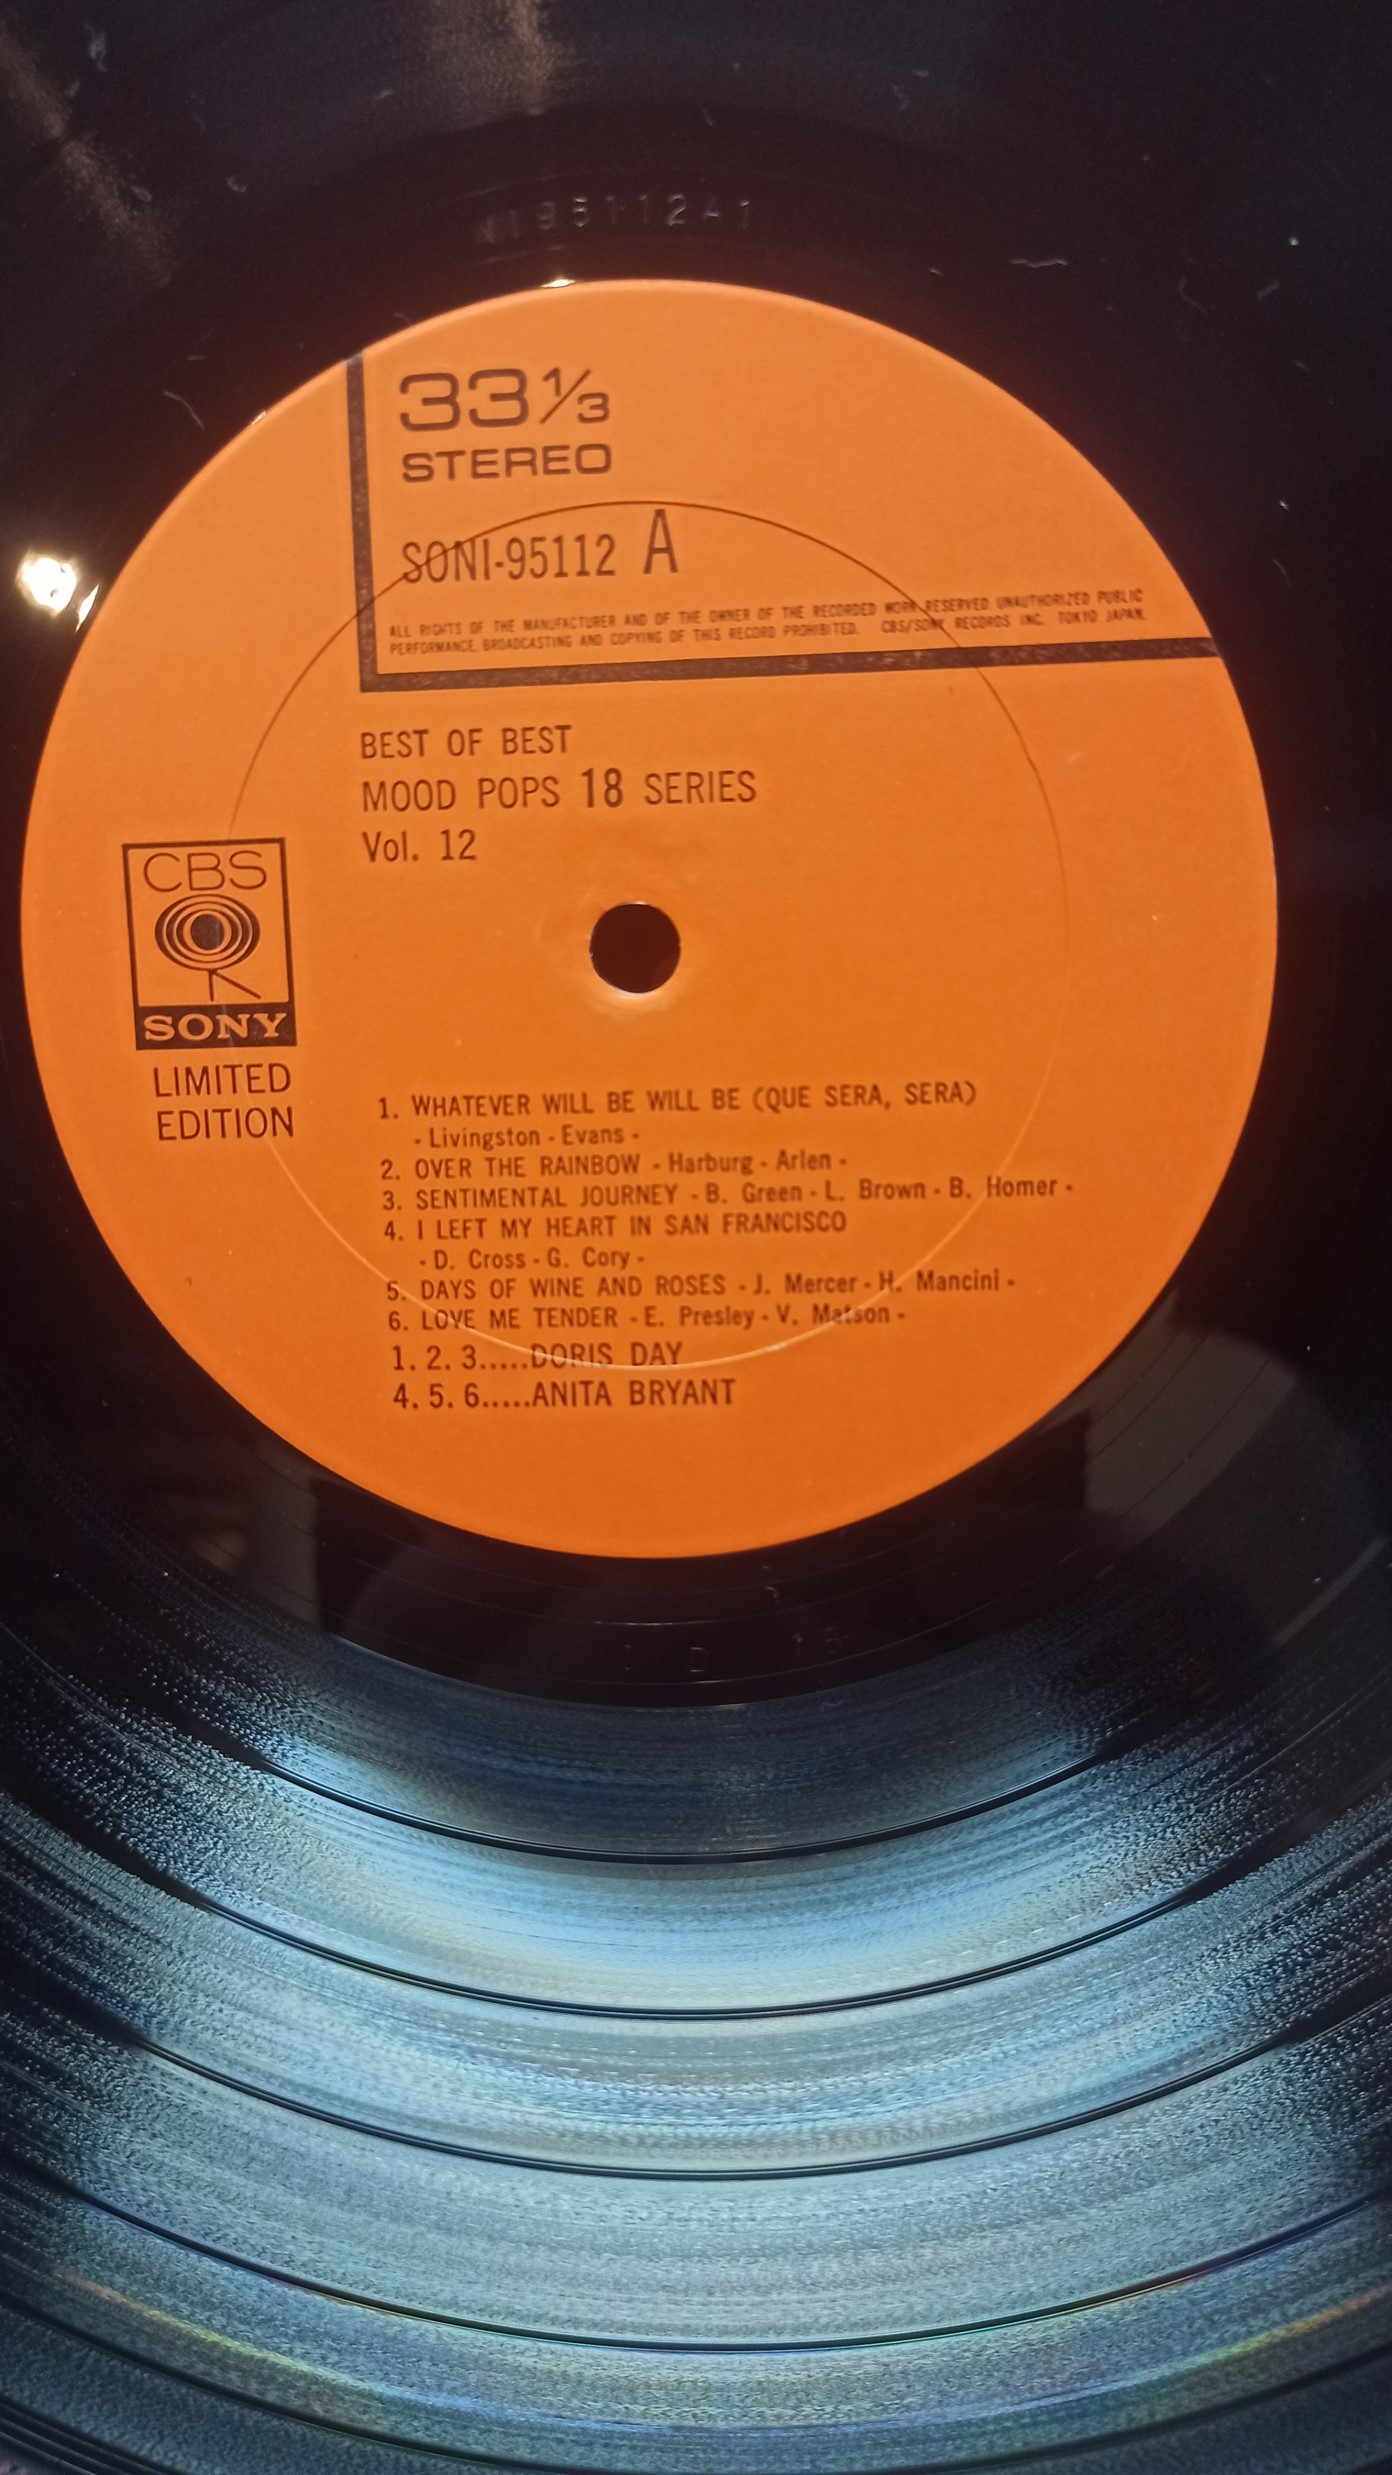 33 1/3
STEREO
SONI-95112 A
ALL RIGHTS OF THE MANUFACTURER AND OF THE OWNER OF THE RECORDED WORK RESERVED UNAUTHORIZED PUBLIC
PERFORMANCE, BROADCASTING AND COPYING OF THIS RECORD PROHIBITED. CBS/SONY RECORDS INC. TOKYO JAPAN.
BEST OF BEST
MOOD POPS 18 SERIES
Vol. 12
CBS
SONY
LIMITED
EDITION
1. WHATEVER WILL BE WILL BE (QUE SERA, SERA)
- Livingston - Evans -
2. OVER THE RAINBOW - Harburg - Arlen -
3. SENTIMENTAL JOURNEY - B. Green - L. Brown - B. Homer -
4. I LEFT MY HEART IN SAN FRANCISCO
- D. Cross - G. Cory -
5. DAYS OF WINE AND ROSES - J. Mercer - H. Mancini -
6. LOVE ME TENDER - E. Presley - V. Matson -
1. 2. 3.....DORIS DAY
4. 5. 6.....ANITA BRYANT